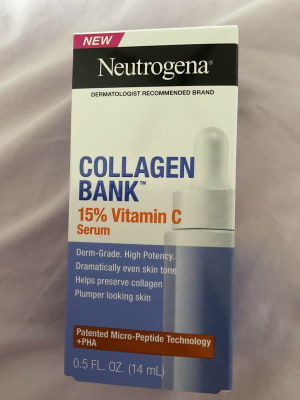 NEW
Neutrogena®
DERMATOLOGIST RECOMMENDED BRAND
COLLAGEN
BANK™
15% Vitamin C
Serum
Derm-Grade. High Potency.
Dramatically even skin tone
Helps preserve collagen
Plumper looking skin
Patented Micro-Peptide Technology
+PHA
0.5 FL. OZ. (14 mL)